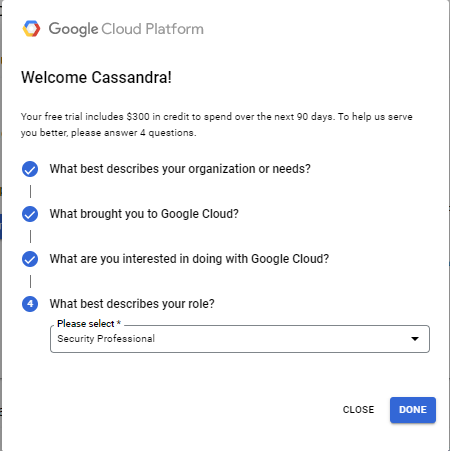 Google Cloud Platform
Welcome Cassandra!
Your free trial includes $300 in credit to spend over the next 90 days. To help us serve
you better, please answer 4 questions.
What best describes your organization or needs?
What brought you to Google Cloud?
What are you interested in doing with Google Cloud?
4 What best describes your role?
Please select *
Security Professional
CLOSE DONE